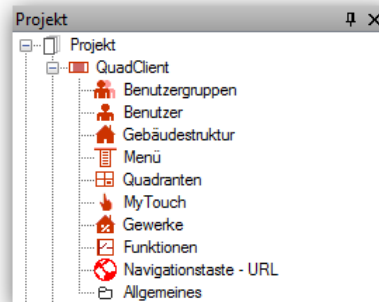 Projekt
Projekt
QuadClient
Benutzergruppen
Benutzer
Gebäudestruktur
Menü
Quadranten
MyTouch
Gewerke
Funktionen
Navigationstaste - URL
Allgemeines